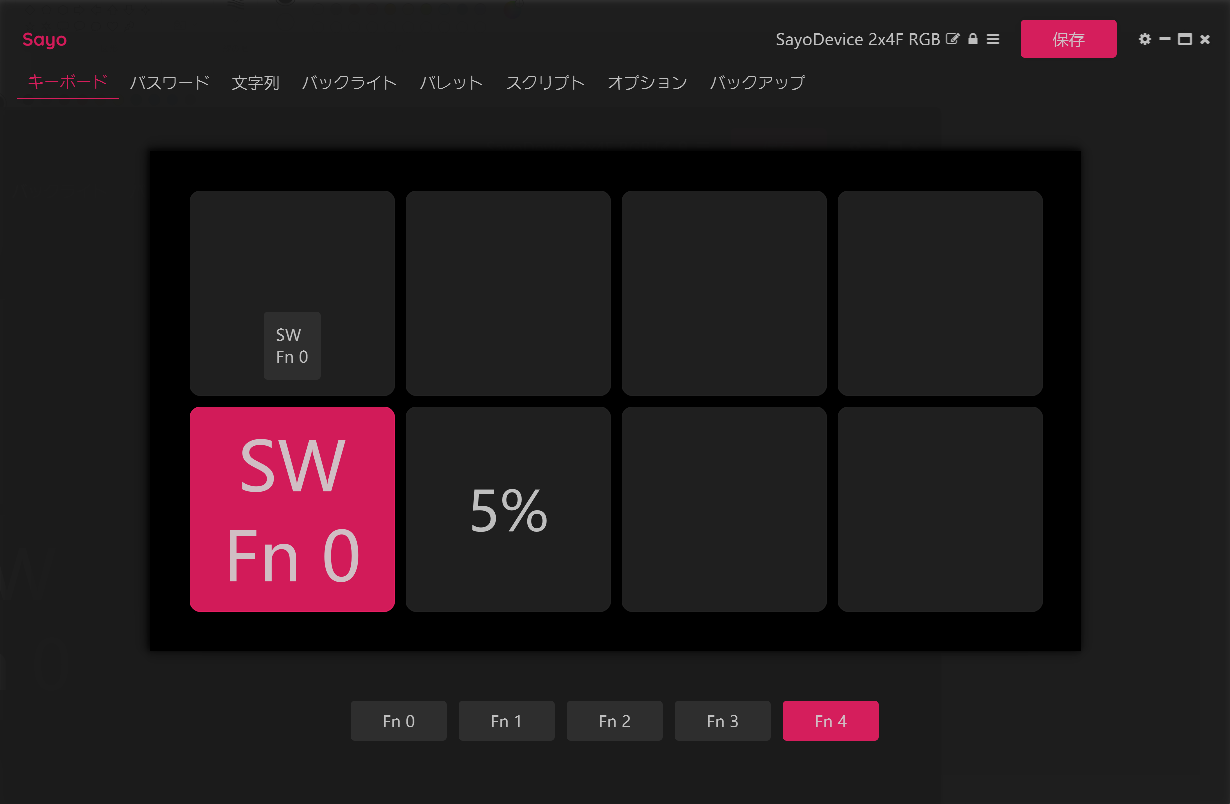 Sayo
SayoDevice 2x4F RGB
保存
キーボード パスワード 文字列 バックライト パレット スクリプト オプション バックアップ
SW
Fn 0
SW
Fn 0
5%
Fn 0 Fn 1 Fn 2 Fn 3 Fn 4